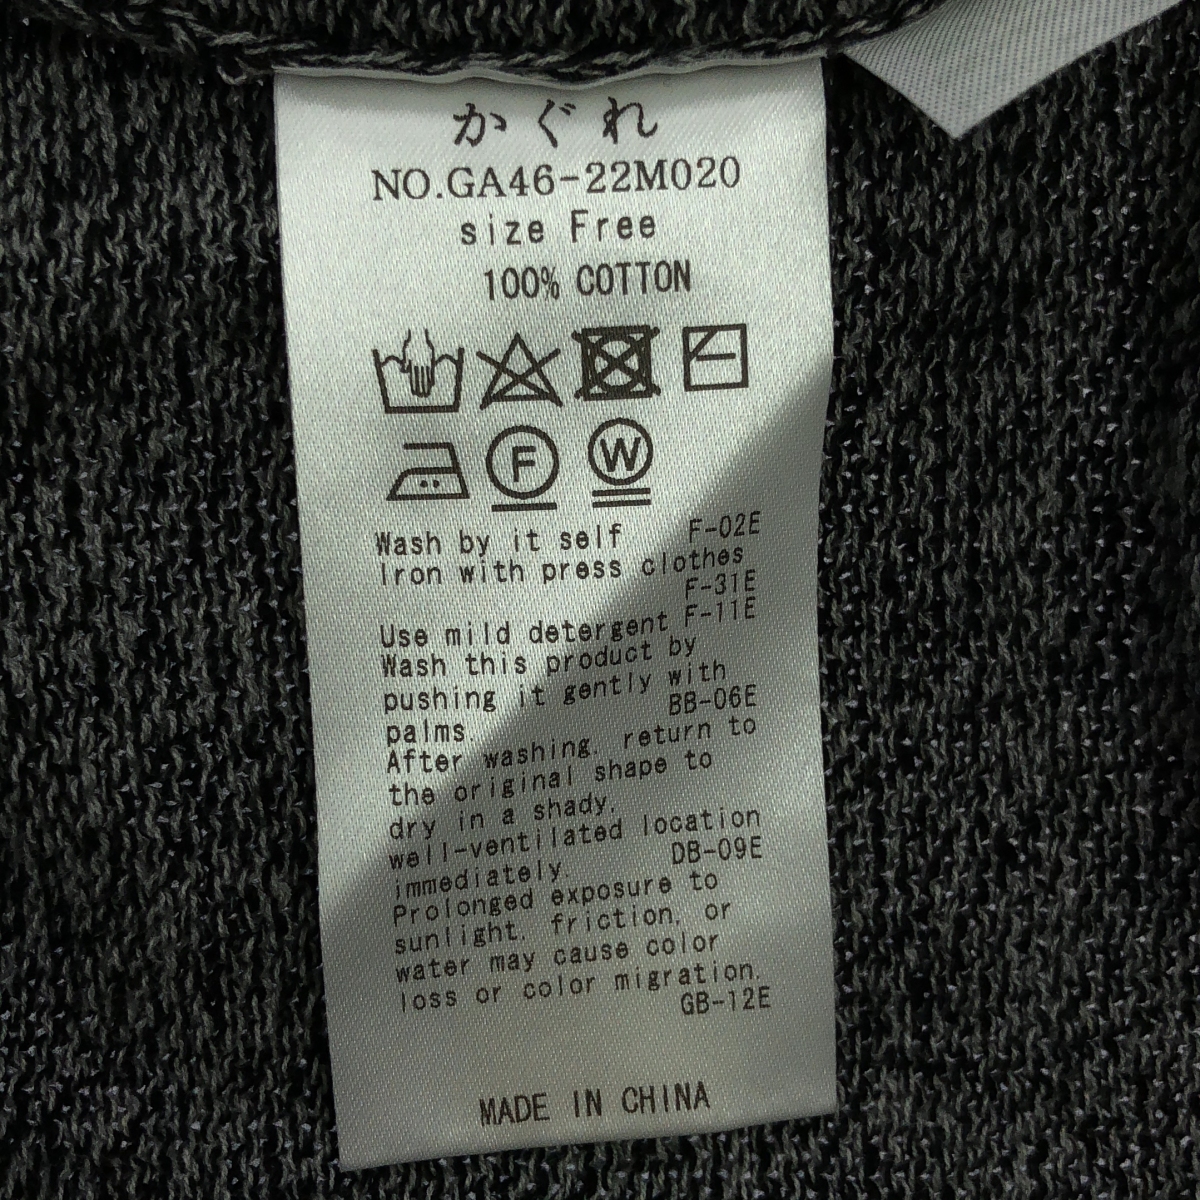 かぐれ
NO.GA46-22M020
size Free
100% COTTON
F
W
Wash by it self F-02E
Iron with press clothes
F-31E
Use mild detergent F-11E
Wash this product by
pushing it gently with
palms. BB-06E
After washing, return to
the original shape to
dry in a shady,
well-ventilated location
immediately. DB-09E
Prolonged exposure to
sunlight, friction, or
water may cause color
loss or color migration.
GB-12E
MADE IN CHINA